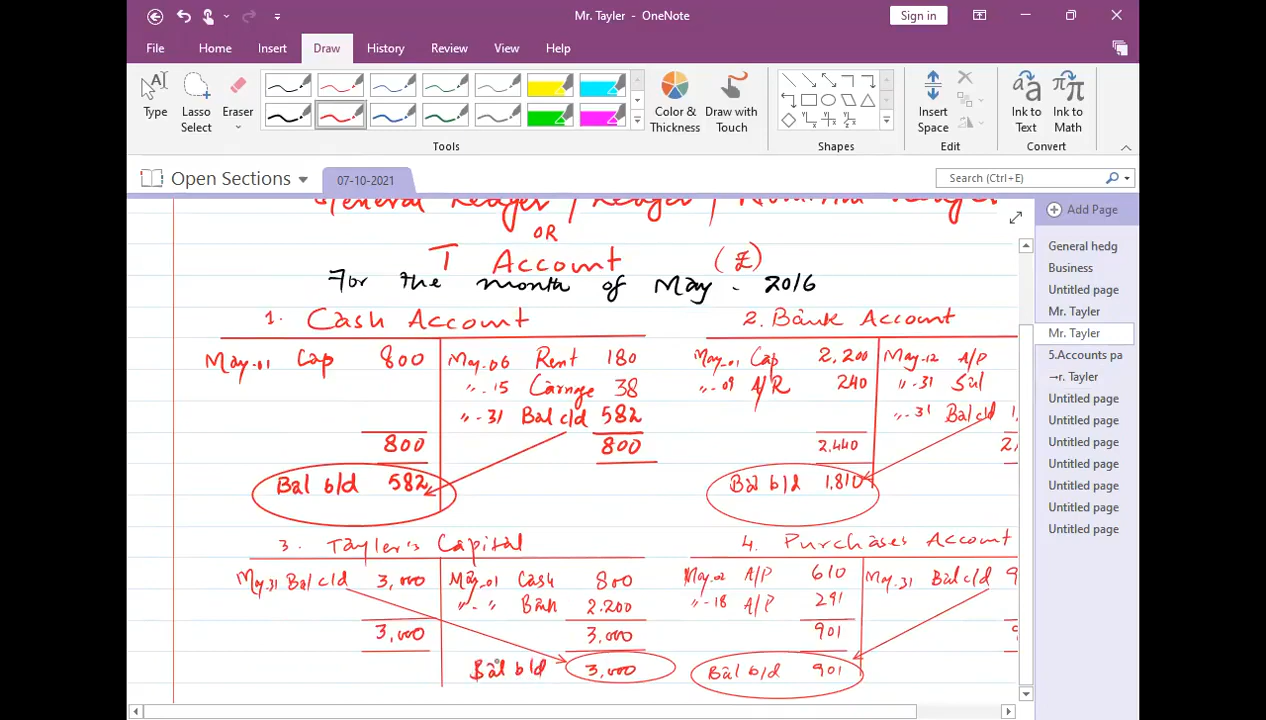 Mr. Tayler - OneNote
Sign in
File Home Insert Draw History Review View Help
Type
Lasso Select
Eraser
Color & Thickness
Draw with Touch
Insert Space
Ink to Text
Ink to Math
Tools
Shapes
Edit
Convert
Open Sections
07-10-2021
Search (Ctrl+E)
Add Page
General hedg
Business
Untitled page
Mr. Tayler
Mr. Tayler
5.Accounts pa
→r. Tayler
Untitled page
Untitled page
Untitled page
Untitled page
Untitled page
Untitled page
Untitled page
OR
T Account (£)
For the month of May - 2016
1. Cash Account
May-01 Cap 800 May-06 Rent 180
"-15 Carriage 38
"-31 Bal c/d 582
800 800
Bal b/d 582
2. Bank Account
May-01 Cap 2,200 May-12 A/P
"-09 A/R 240 "-31
"-31 Bal c/d 1,
2.440 2,
Bal b/d 1,810
3. Tayler's Capital
May.31 Bal c/d 3,000 May-01 Cash 800
"-" Bank 2.200
3,000 3,000
Bal b/d 3,000
4. Purchases Account
May-02 A/P 610 May.31 Bal c/d 9
"-18 A/P 291
901 9
Bal b/d 901